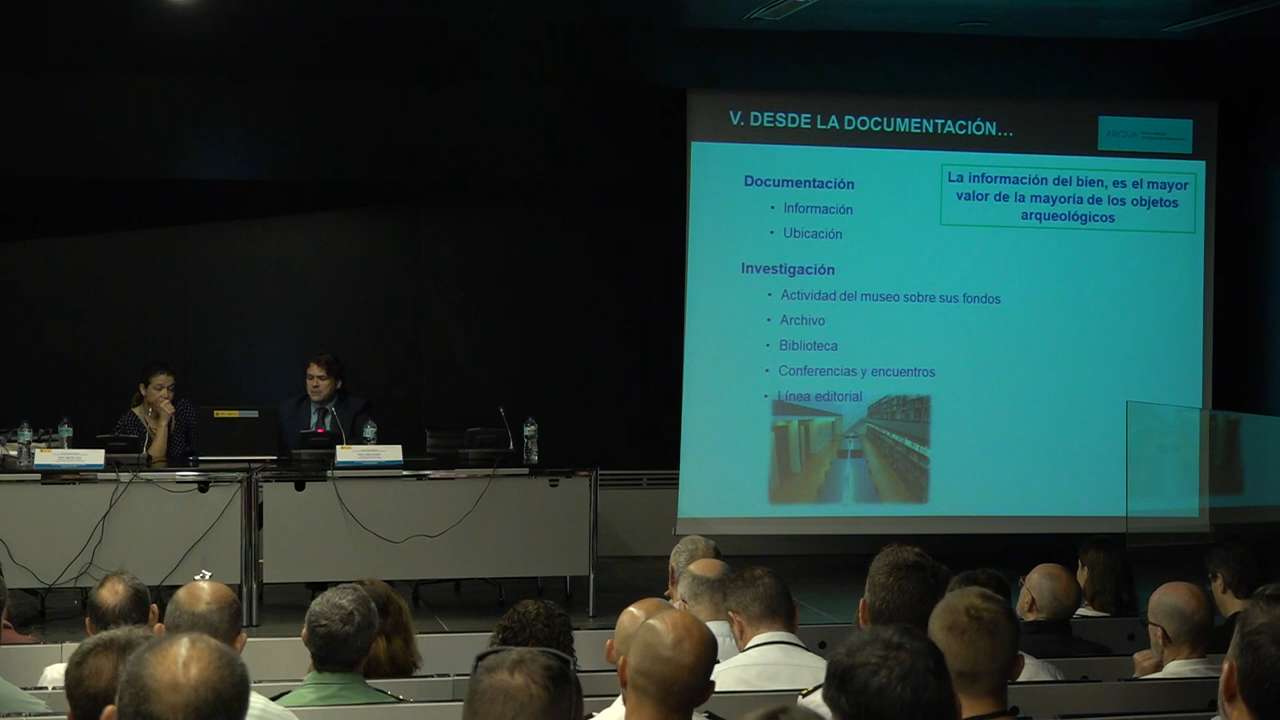 V. DESDE LA DOCUMENTACIÓN...
ARQUA
Documentación
• Información
• Ubicación
La información del bien, es el mayor
valor de la mayoría de los objetos
arqueológicos
Investigación
• Actividad del museo sobre sus fondos
• Archivo
• Biblioteca
• Conferencias y encuentros
• Línea editorial